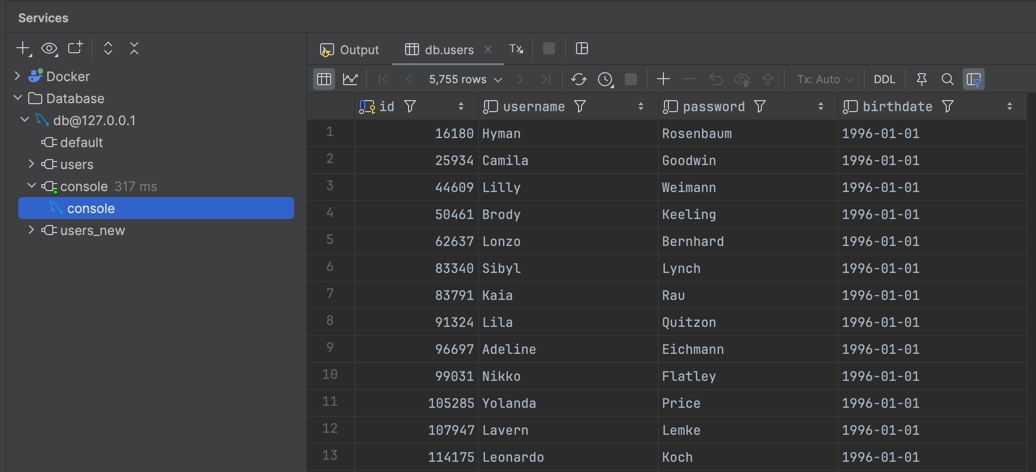 Services
Output
db.users
Tx
5,755 rows
Tx: Auto
DDL
Docker
Database
db@127.0.0.1
default
users
console 317 ms
console
users_new
id username password birthdate
1 16180 Hyman Rosenbaum 1996-01-01
2 25934 Camila Goodwin 1996-01-01
3 44609 Lilly Weimann 1996-01-01
4 50461 Brody Keeling 1996-01-01
5 62637 Lonzo Bernhard 1996-01-01
6 83340 Sibyl Lynch 1996-01-01
7 83791 Kaia Rau 1996-01-01
8 91324 Lila Quitzon 1996-01-01
9 96697 Adeline Eichmann 1996-01-01
10 99031 Nikko Flatley 1996-01-01
11 105285 Yolanda Price 1996-01-01
12 107947 Lavern Lemke 1996-01-01
13 114175 Leonardo Koch 1996-01-01